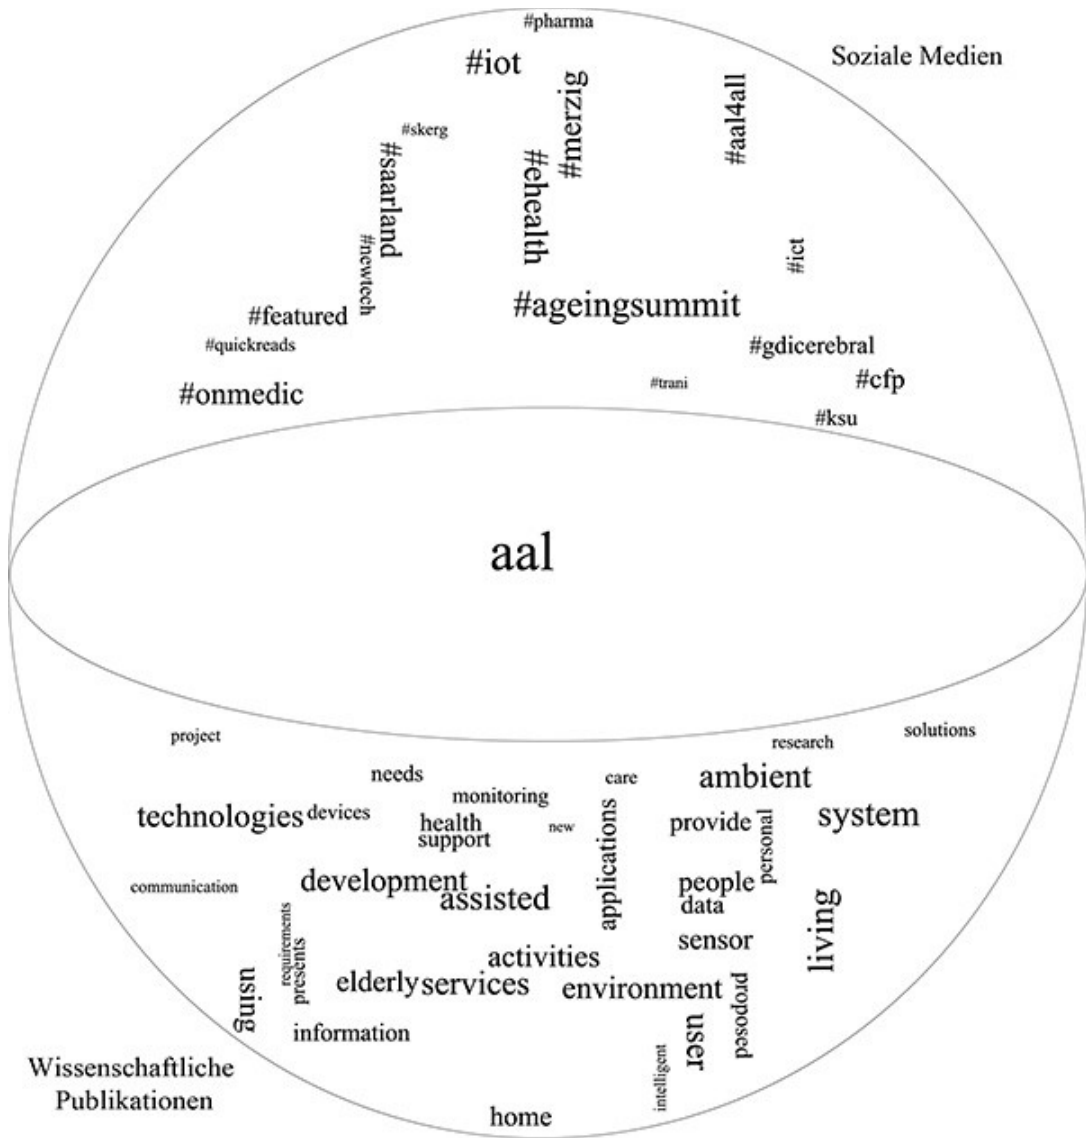 #pharma
Soziale Medien
#iot
#merzig
#aal4all
#skerg
#saarland
#ehealth
#newtech
#ict
#ageingsummit
#featured
#quickreads
#gdicerebral
#onmedic
#trani
#cfp
#ksu
aal
project
solutions
research
needs
care
ambient
monitoring
technologies
devices
health
support
new
applications
provide
personal
system
communication
development
assisted
people
data
living
requirements
presents
sensor
activities
using
elderly
services
environment
proposed
information
user
intelligent
Wissenschaftliche
Publikationen
home